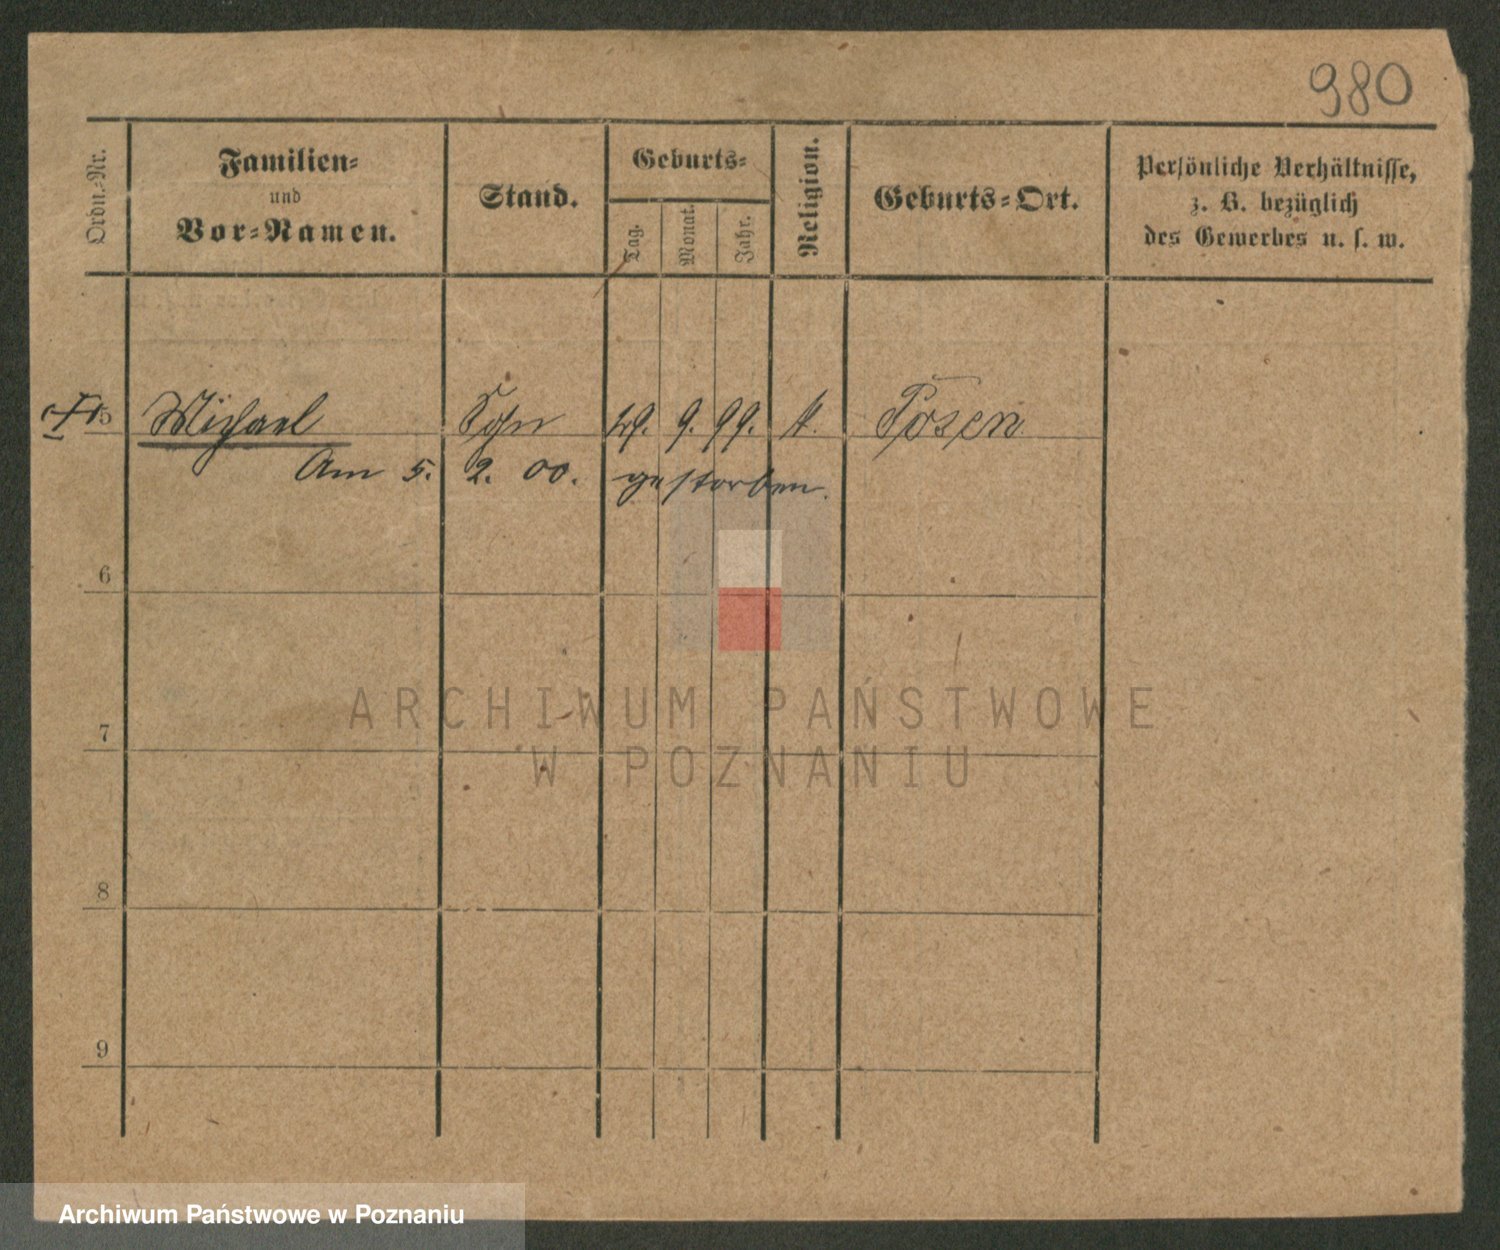 980
Ordn.-Nr.
Familien-
und
Vor-Namen.
Stand.
Geburts-
Tag.
Monat.
Jahr.
Religion.
Geburts-Ort.
Persönliche Verhältnisse,
z. B. bezüglich
des Gewerbes u. s. w.
5 Michael Sohn 29. 9. 99. k. Posen
Am 5. 2. 00. gestorben.
6
7
8
9
ARCHIWUM PAŃSTWOWE
W POZNANIU
Archiwum Państwowe w Poznaniu